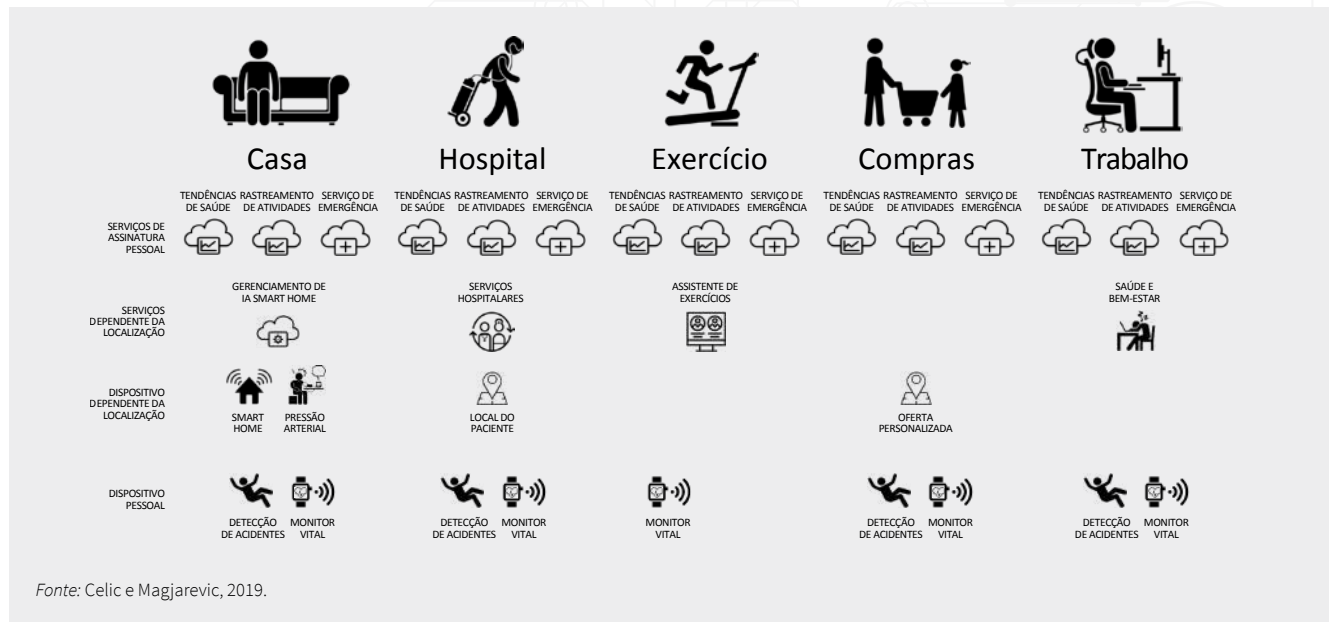 Casa
Hospital
Exercício
Compras
Trabalho
TENDÊNCIAS RASTREAMENTO SERVIÇO DE
DE SAÚDE DE ATIVIDADES EMERGÊNCIA
TENDÊNCIAS RASTREAMENTO SERVIÇO DE
DE SAÚDE DE ATIVIDADES EMERGÊNCIA
TENDÊNCIAS RASTREAMENTO SERVIÇO DE
DE SAÚDE DE ATIVIDADES EMERGÊNCIA
TENDÊNCIAS RASTREAMENTO SERVIÇO DE
DE SAÚDE DE ATIVIDADES EMERGÊNCIA
TENDÊNCIAS RASTREAMENTO SERVIÇO DE
DE SAÚDE DE ATIVIDADES EMERGÊNCIA
SERVIÇOS DE
ASSINATURA
PESSOAL
SERVIÇOS
DEPENDENTE DA
LOCALIZAÇÃO
GERENCIAMENTO DE
IA SMART HOME
SERVIÇOS
HOSPITALARES
ASSISTENTE DE
EXERCÍCIOS
SAÚDE E
BEM-ESTAR
DISPOSITIVO
DEPENDENTE DA
LOCALIZAÇÃO
SMART
HOME
PRESSÃO
ARTERIAL
LOCAL DO
PACIENTE
OFERTA
PERSONALIZADA
DISPOSITIVO
PESSOAL
DETECÇÃO
DE ACIDENTES
MONITOR
VITAL
DETECÇÃO
DE ACIDENTES
MONITOR
VITAL
MONITOR
VITAL
DETECÇÃO
DE ACIDENTES
MONITOR
VITAL
DETECÇÃO
DE ACIDENTES
MONITOR
VITAL
Fonte: Celic e Magjarevic, 2019.